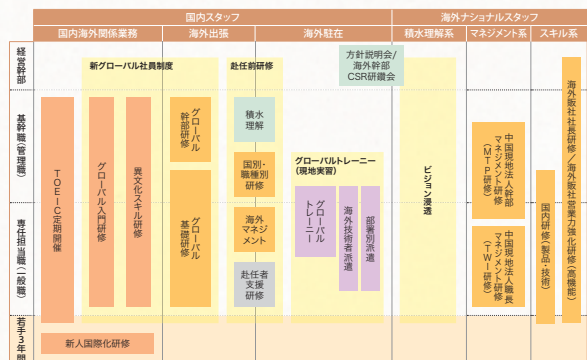 国内スタッフ
海外ナショナルスタッフ
国内海外関係業務
海外出張
海外駐在
積水理解系
マネジメント系
スキル系
経営幹部
基幹職(管理職)
専任担当職(一般職)
若手3年間
新グローバル社員制度
赴任前研修
方針説明会/
海外幹部
CSR研鑽会
TOEIC定期開催
グローバル入門研修
異文化スキル研修
グローバル
幹部研修
グローバル
基礎研修
積水
理解
国別・
職種別
研修
海外
マネジ
メント
赴任者
支援
研修
グローバルトレーニー
(現地実習)
グローバル
トレーニー
海外技術者派遣
部署別派遣
ビジョン浸透
中国現地法人幹部
マネジメント研修
(MTP研修)
中国現地法人職長
マネジメント研修
(TWI研修)
国内研修(製品・技術)
海外販社社長研修/海外販社営業力強化研修(高機能)
新人国際化研修